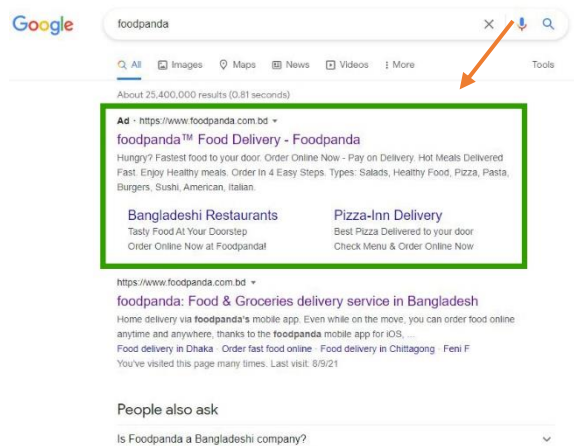 Google
foodpanda
All Images Maps News Videos More Tools
About 25,400,000 results (0.81 seconds)
Ad · https://www.foodpanda.com.bd
foodpanda™ Food Delivery - Foodpanda
Hungry? Fastest food to your door. Order Online Now - Pay on Delivery. Hot Meals Delivered
Fast. Enjoy Healthy meals. Order In 4 Easy Steps. Types: Salads, Healthy Food, Pizza, Pasta,
Burgers, Sushi, American, Italian.
Bangladeshi Restaurants
Tasty Food At Your Doorstep
Order Online Now at Foodpanda!
Pizza-Inn Delivery
Best Pizza Delivered to your door
Check Menu & Order Online Now
https://www.foodpanda.com.bd
foodpanda: Food & Groceries delivery service in Bangladesh
Home delivery via foodpanda's mobile app. Even while on the move, you can order food online
anytime and anywhere, thanks to the foodpanda mobile app for iOS, ...
Food delivery in Dhaka · Order fast food online · Food delivery in Chittagong · Feni F
You've visited this page many times. Last visit: 8/9/21
People also ask
Is Foodpanda a Bangladeshi company?